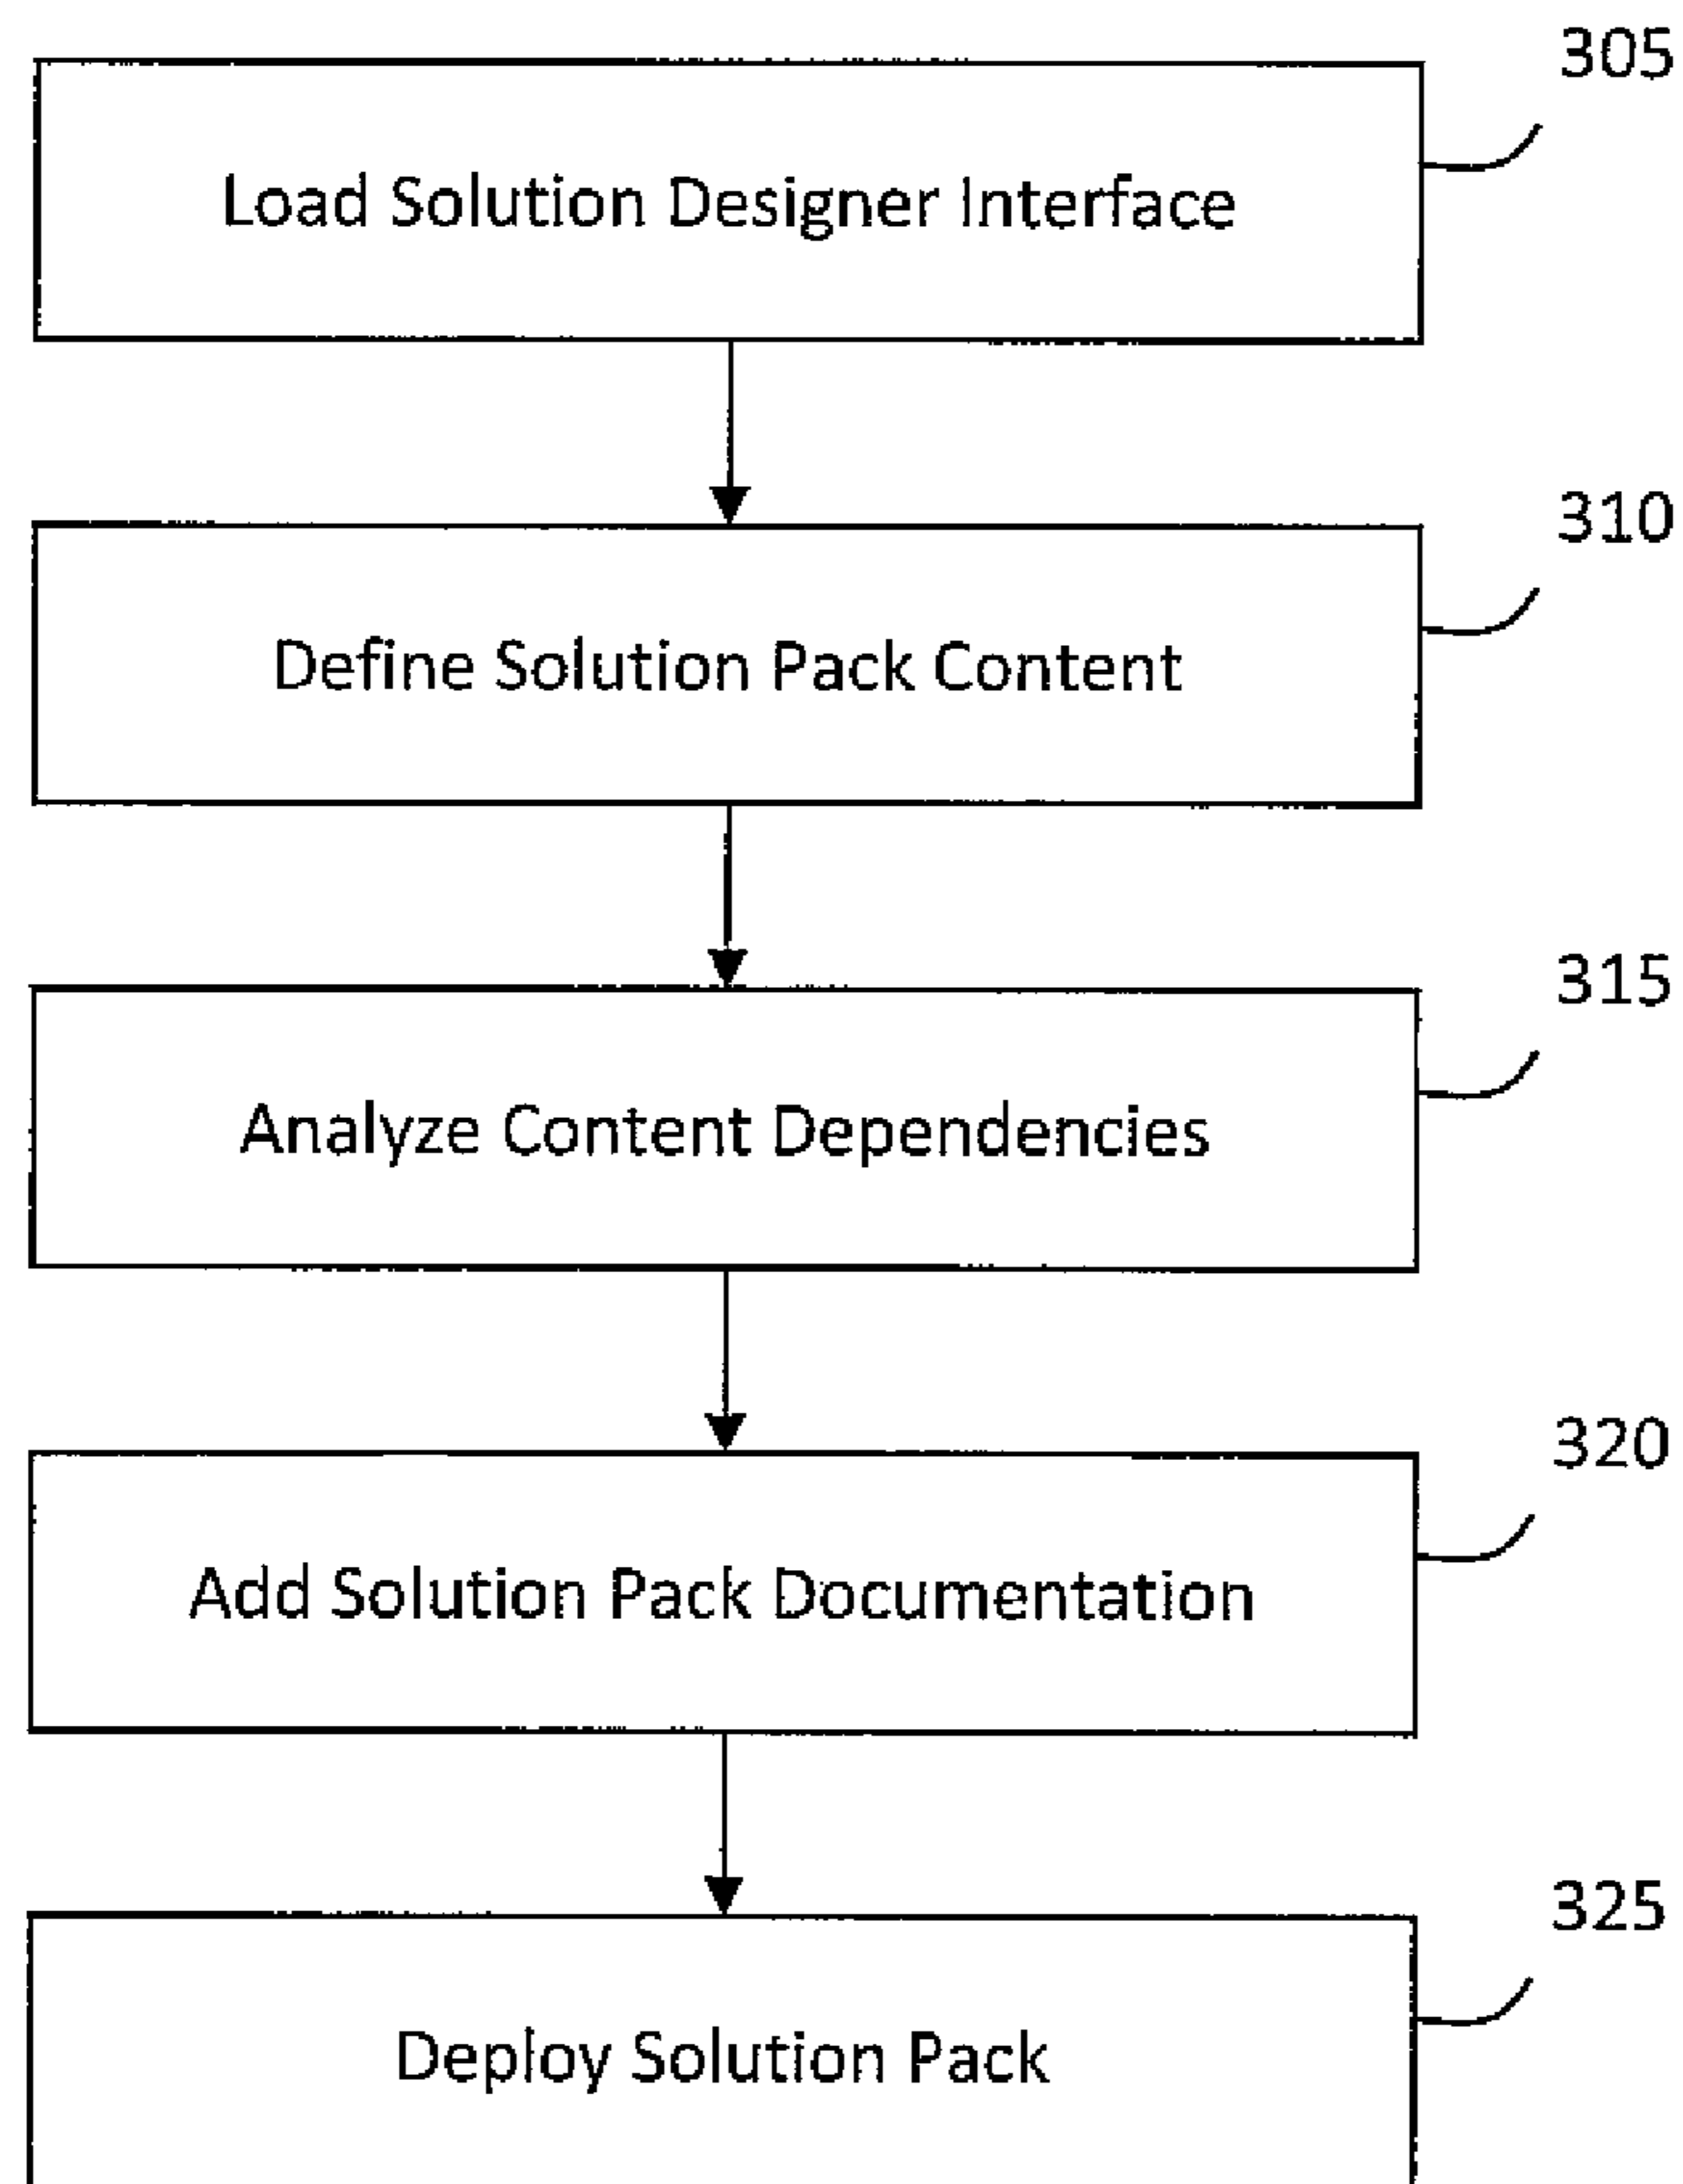 305
Load Solution Designer Interface
310
Define Solution Pack Content
315
Analyze Content Dependencies
320
Add Solution Pack Documentation
325
Deploy Solution Pack